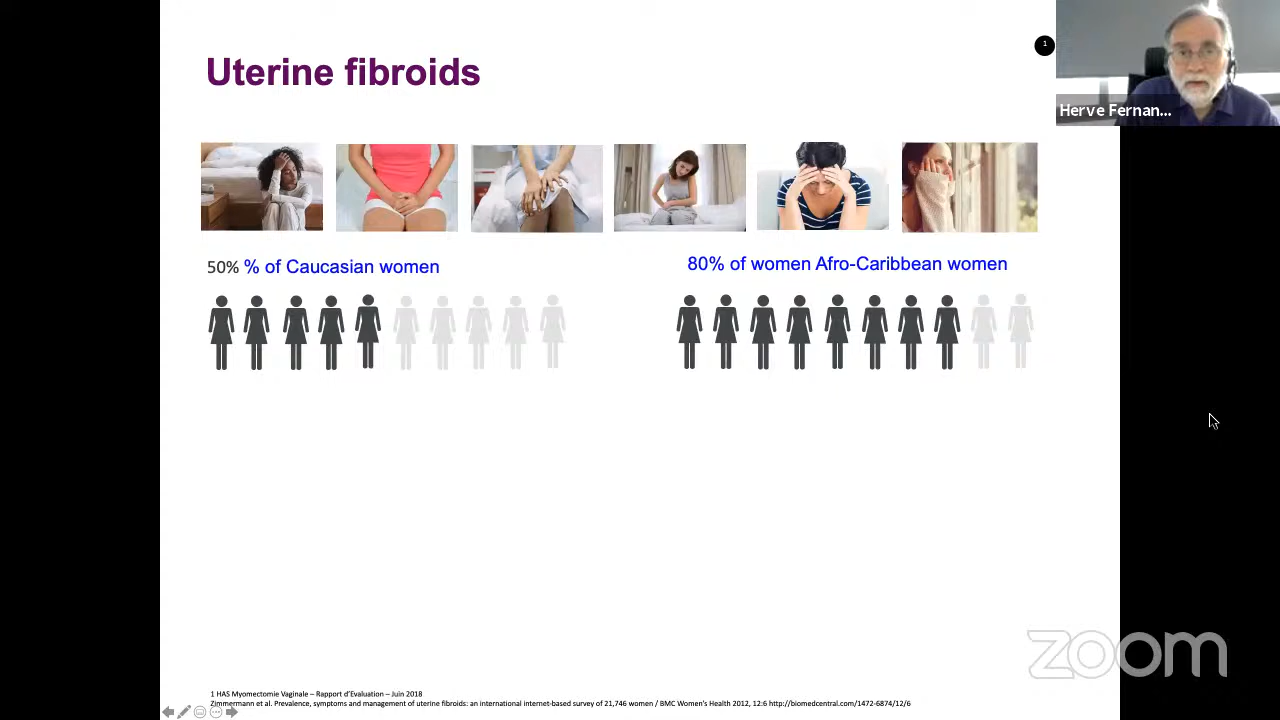 Uterine fibroids
1
Herve Fernan...
50% % of Caucasian women
80% of women Afro-Caribbean women
zoom
1 HAS Myomectomie Vaginale – Rapport d'Evaluation – Juin 2018
Zimmermann et al. Prevalence, symptoms and management of uterine fibroids: an international internet-based survey of 21,746 women / BMC Women's Health 2012, 12:6 http://biomedcentral.com/1472-6874/12/6